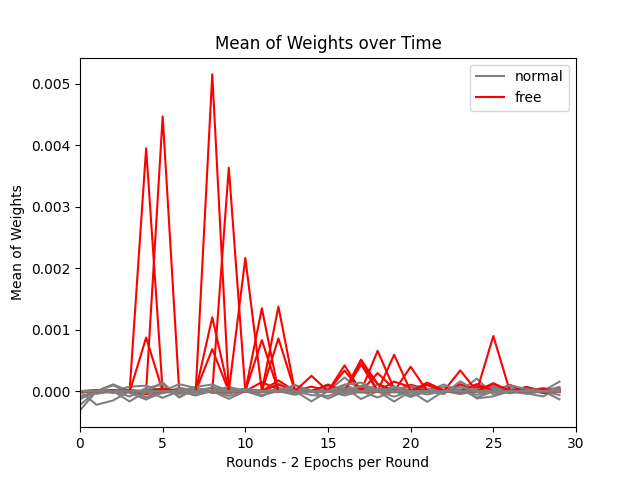 Mean of Weights over Time
normal
free
Mean of Weights
0.005
0.004
0.003
0.002
0.001
0.000
0 5 10 15 20 25 30
Rounds - 2 Epochs per Round